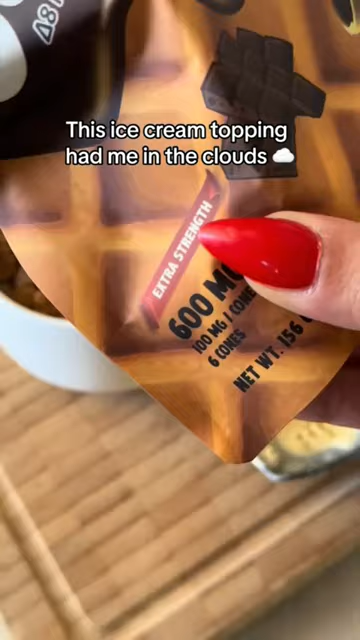 This ice cream topping
had me in the clouds ☁️
EXTRA STRENGTH
600 MG
100 MG / CONE
6 CONES
NET WT. 156